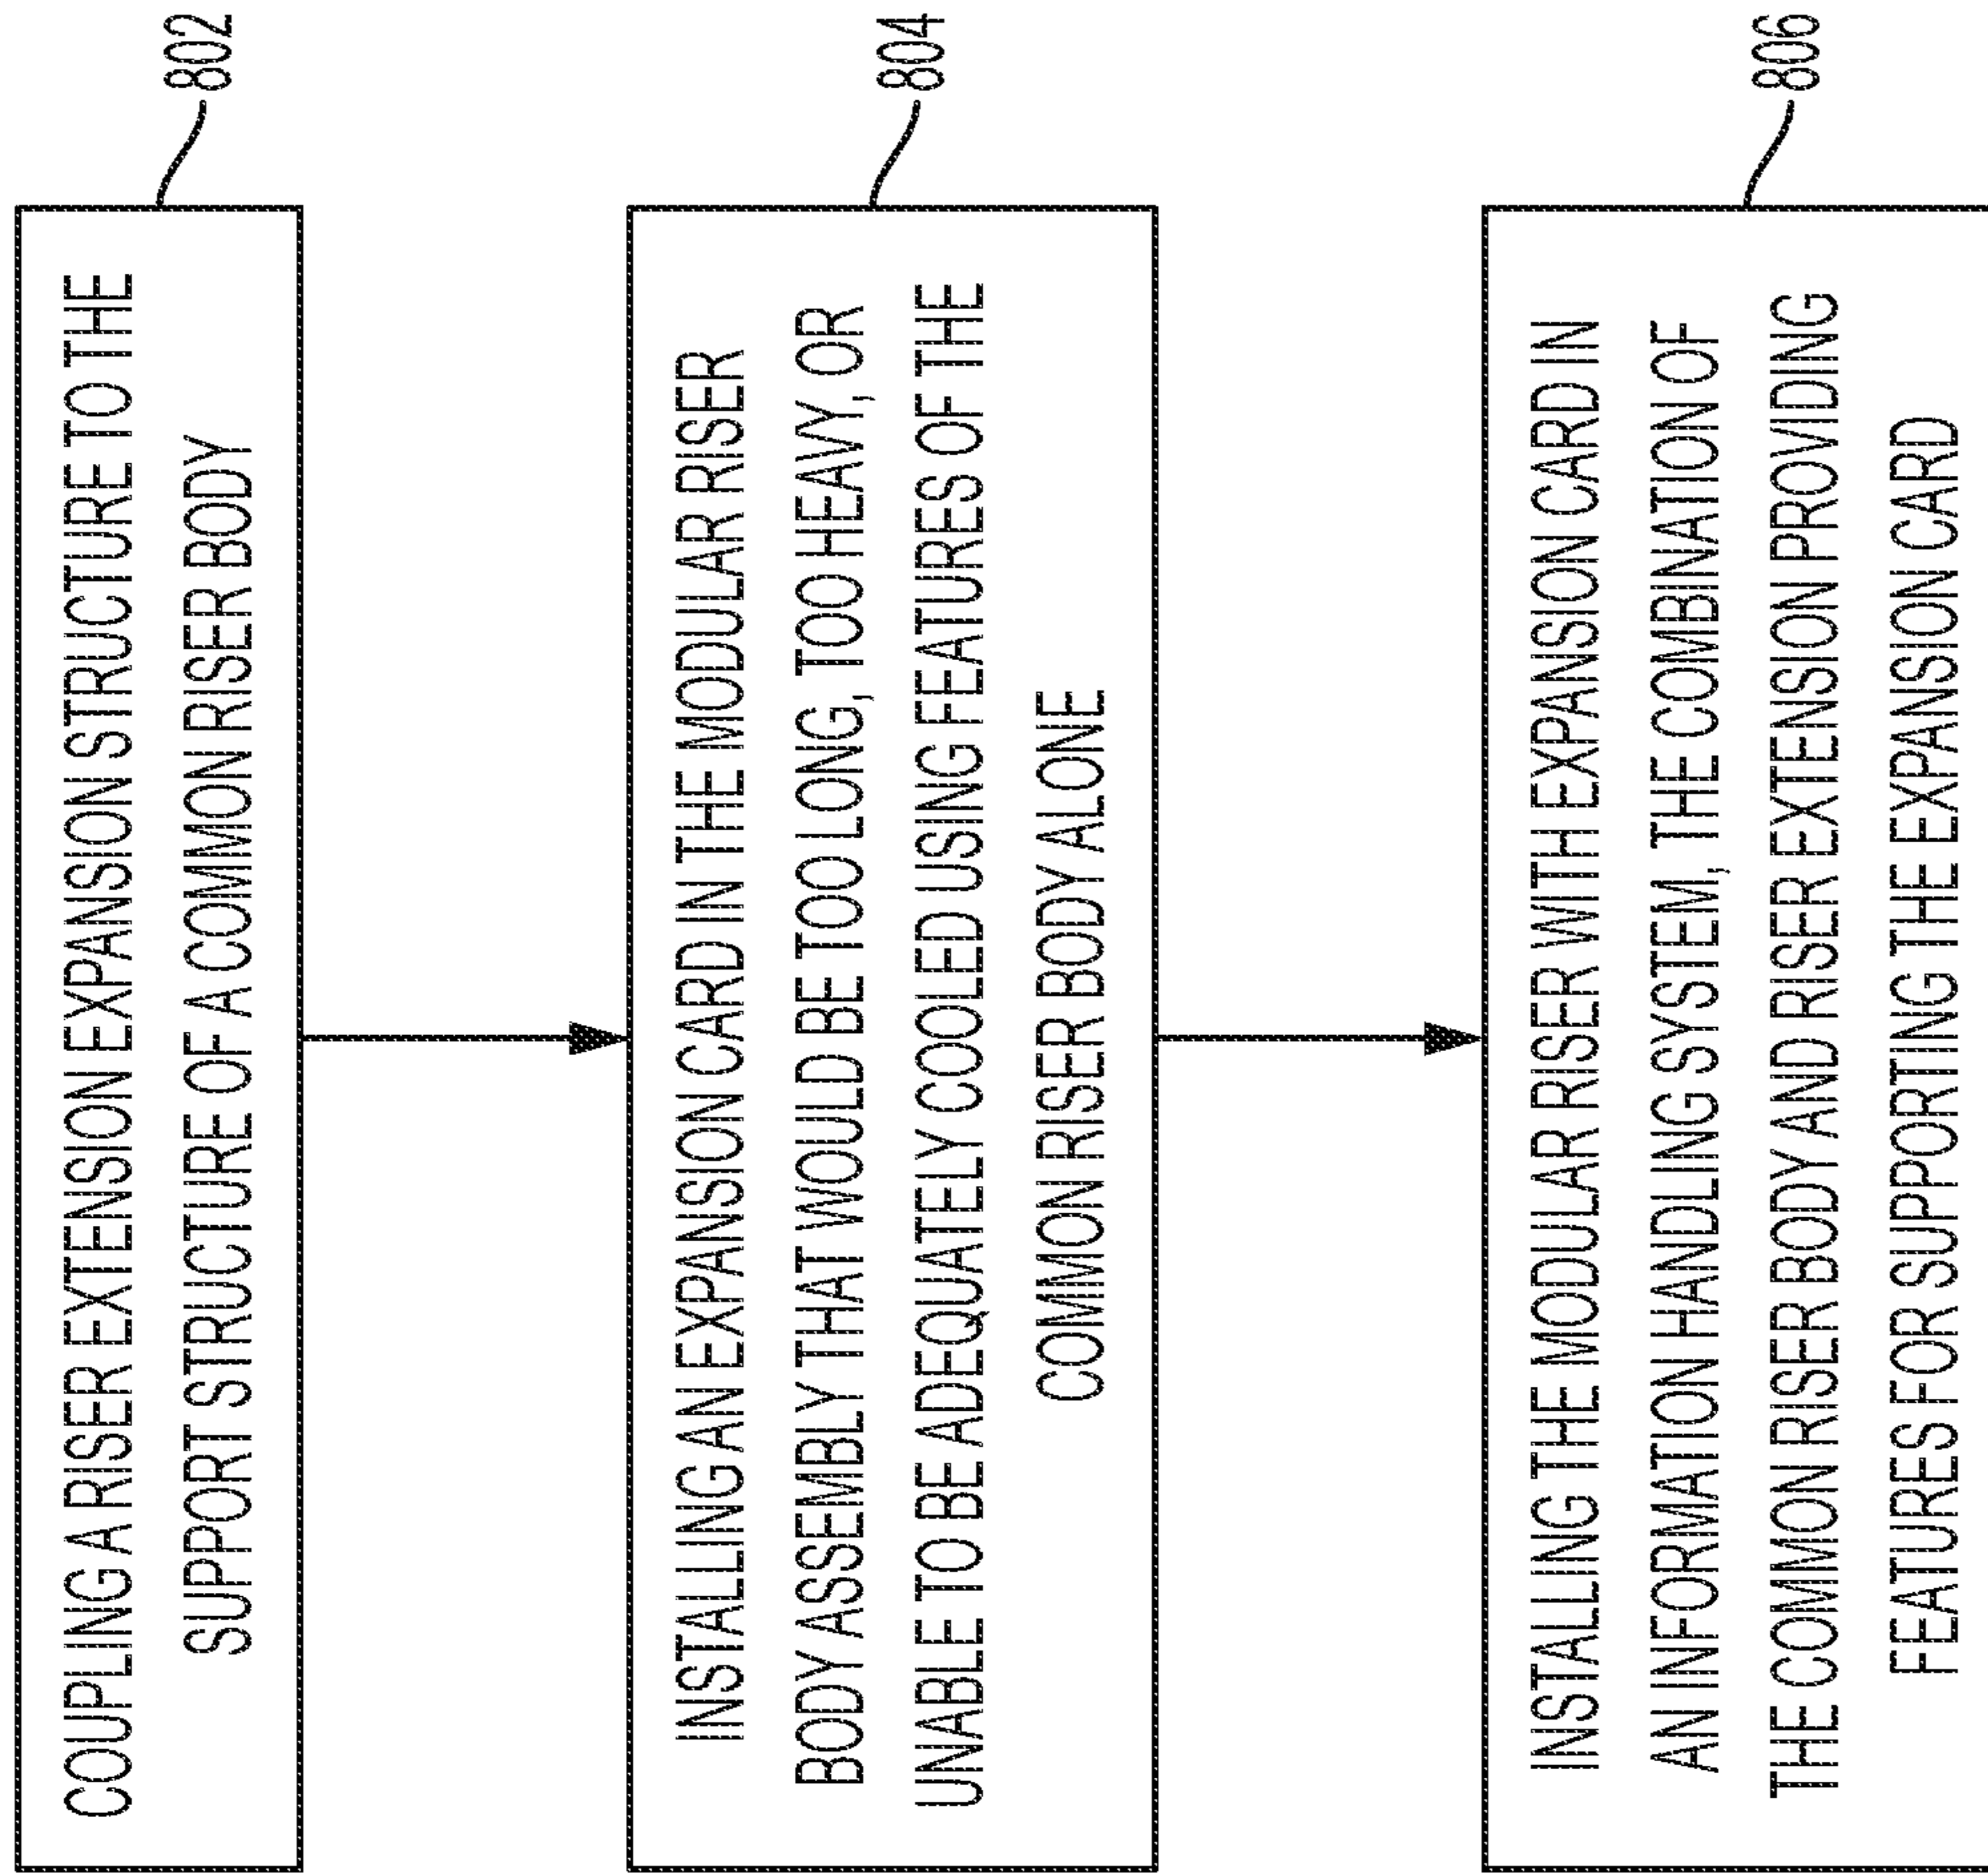 COUPLING A RISER EXTENSION EXPANSION STRUCTURE TO THE
SUPPORT STRUCTURE OF A COMMON RISER BODY
802
INSTALLING AN EXPANSION CARD IN THE MODULAR RISER
BODY ASSEMBLY THAT WOULD BE TOO LONG, TOO HEAVY, OR
UNABLE TO BE ADEQUATELY COOLED USING FEATURES OF THE
COMMON RISER BODY ALONE
804
INSTALLING THE MODULAR RISER WITH EXPANSION CARD IN
AN INFORMATION HANDLING SYSTEM, THE COMBINATION OF
THE COMMON RISER BODY AND RISER EXTENSION PROVIDING
FEATURES FOR SUPPORTING THE EXPANSION CARD
806